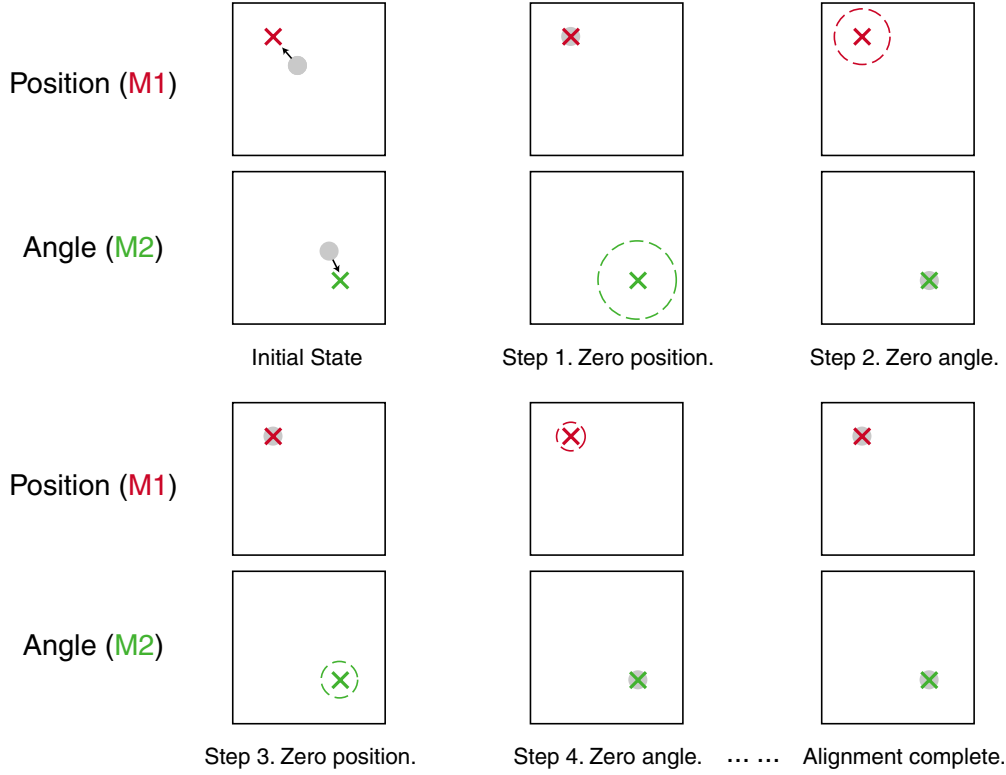 Position (M1)
Angle (M2)
Initial State
Step 1. Zero position.
Step 2. Zero angle.
Position (M1)
Angle (M2)
Step 3. Zero position.
Step 4. Zero angle.
... ...
Alignment complete.